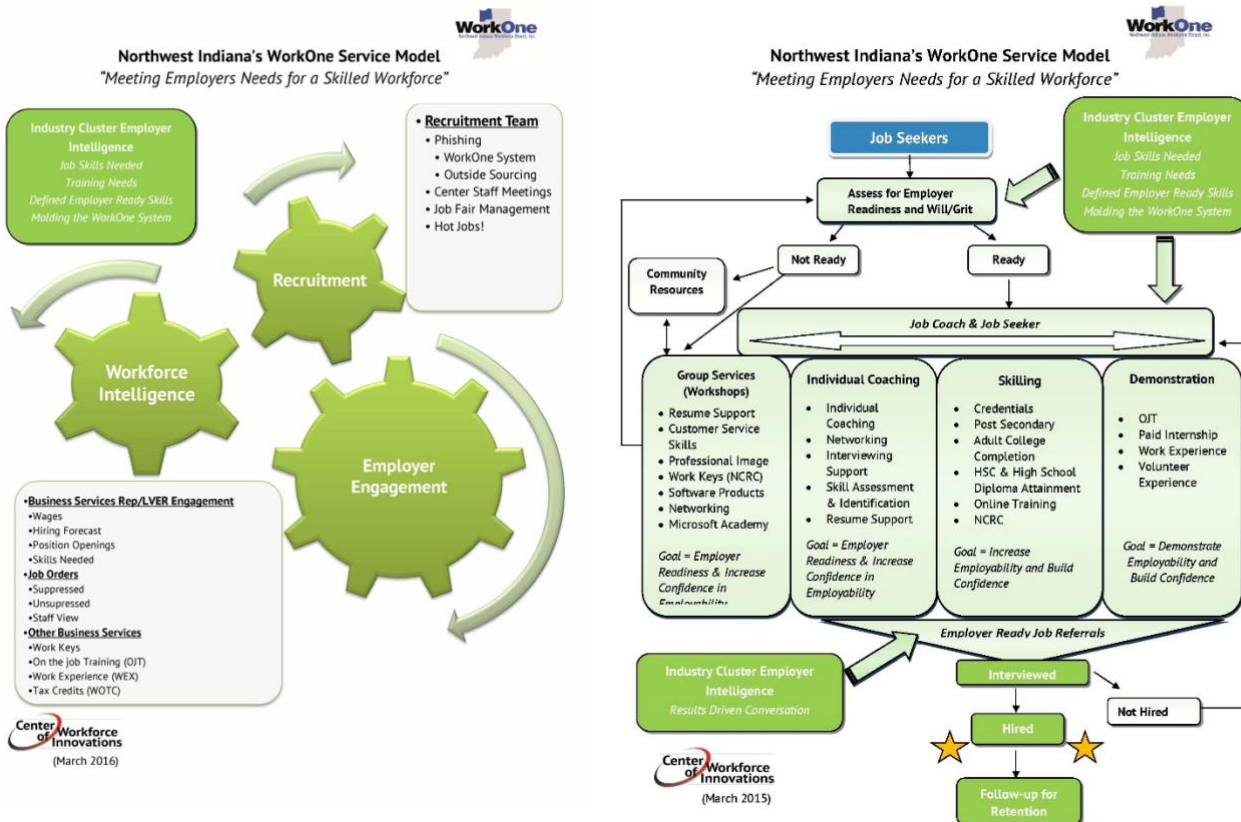 WorkOne
Northwest Indiana's WorkOne Service Model
"Meeting Employers Needs for a Skilled Workforce"
Industry Cluster Employer
Intelligence
Job Skills Needed
Training Needs
Defined Employer Ready Skills
Molding the WorkOne System
• Recruitment Team
• Phishing
• WorkOne System
• Outside Sourcing
• Center Staff Meetings
• Job Fair Management
• Hot Jobs!
Recruitment
Workforce
Intelligence
Employer
Engagement
•Business Services Rep/LVER Engagement
•Wages
•Hiring Forecast
•Position Openings
•Skills Needed
•Job Orders
•Suppressed
•Unsupressed
•Staff View
•Other Business Services
•Work Keys
•On the job Training (OJT)
•Work Experience (WEX)
•Tax Credits (WOTC)
Center
of Workforce
Innovations
(March 2016)
WorkOne
Northwest Indiana's WorkOne Service Model
"Meeting Employers Needs for a Skilled Workforce"
Job Seekers
Industry Cluster Employer
Intelligence
Job Skills Needed
Training Needs
Defined Employer Ready Skills
Molding the WorkOne System
Assess for Employer
Readiness and Will/Grit
Not Ready
Ready
Community
Resources
Job Coach & Job Seeker
Group Services
(Workshops)
• Resume Support
• Customer Service
Skills
• Professional Image
• Work Keys (NCRC)
• Software Products
• Networking
• Microsoft Academy
Goal = Employer
Readiness & Increase
Confidence in
Employability
Individual Coaching
• Individual
Coaching
• Networking
• Interviewing
Support
• Skill Assessment
& Identification
• Resume Support
Goal = Employer
Readiness & Increase
Confidence in
Employability
Skilling
• Credentials
• Post Secondary
• Adult College
Completion
• HSC & High School
Diploma Attainment
• Online Training
• NCRC
Goal = Increase
Employability and Build
Confidence
Demonstration
• OJT
• Paid Internship
• Work Experience
• Volunteer
Experience
Goal = Demonstrate
Employability and
Build Confidence
Employer Ready Job Referrals
Industry Cluster Employer
Intelligence
Results Driven Conversation
Interviewed
Not Hired
Hired
Follow-up for
Retention
Center
of Workforce
Innovations
(March 2015)